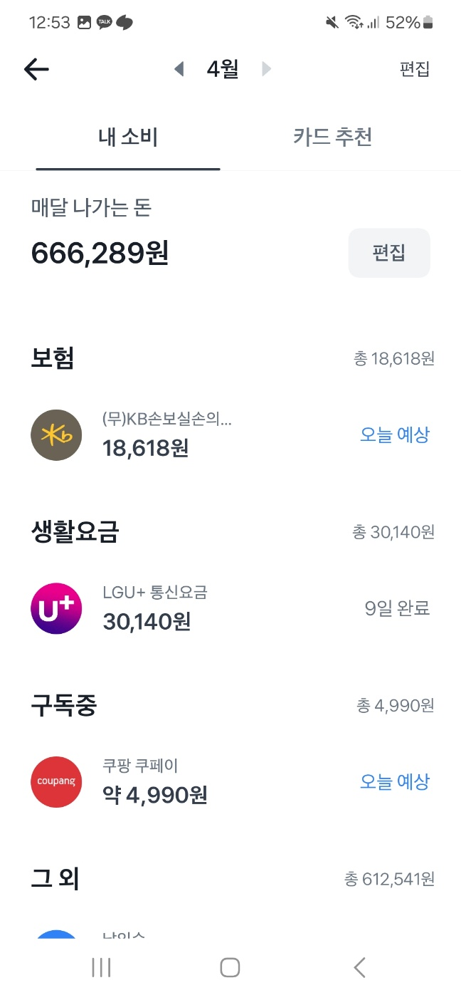 12:53
TALK
52%
4월
편집
내 소비
카드 추천
매달 나가는 돈
666,289원
편집
보험
총 18,618원
(무)KB손보실손의...
18,618원
오늘 예상
생활요금
총 30,140원
U+
LGU+ 통신요금
30,140원
9일 완료
구독중
총 4,990원
coupang
쿠팡 쿠페이
약 4,990원
오늘 예상
그 외
총 612,541원